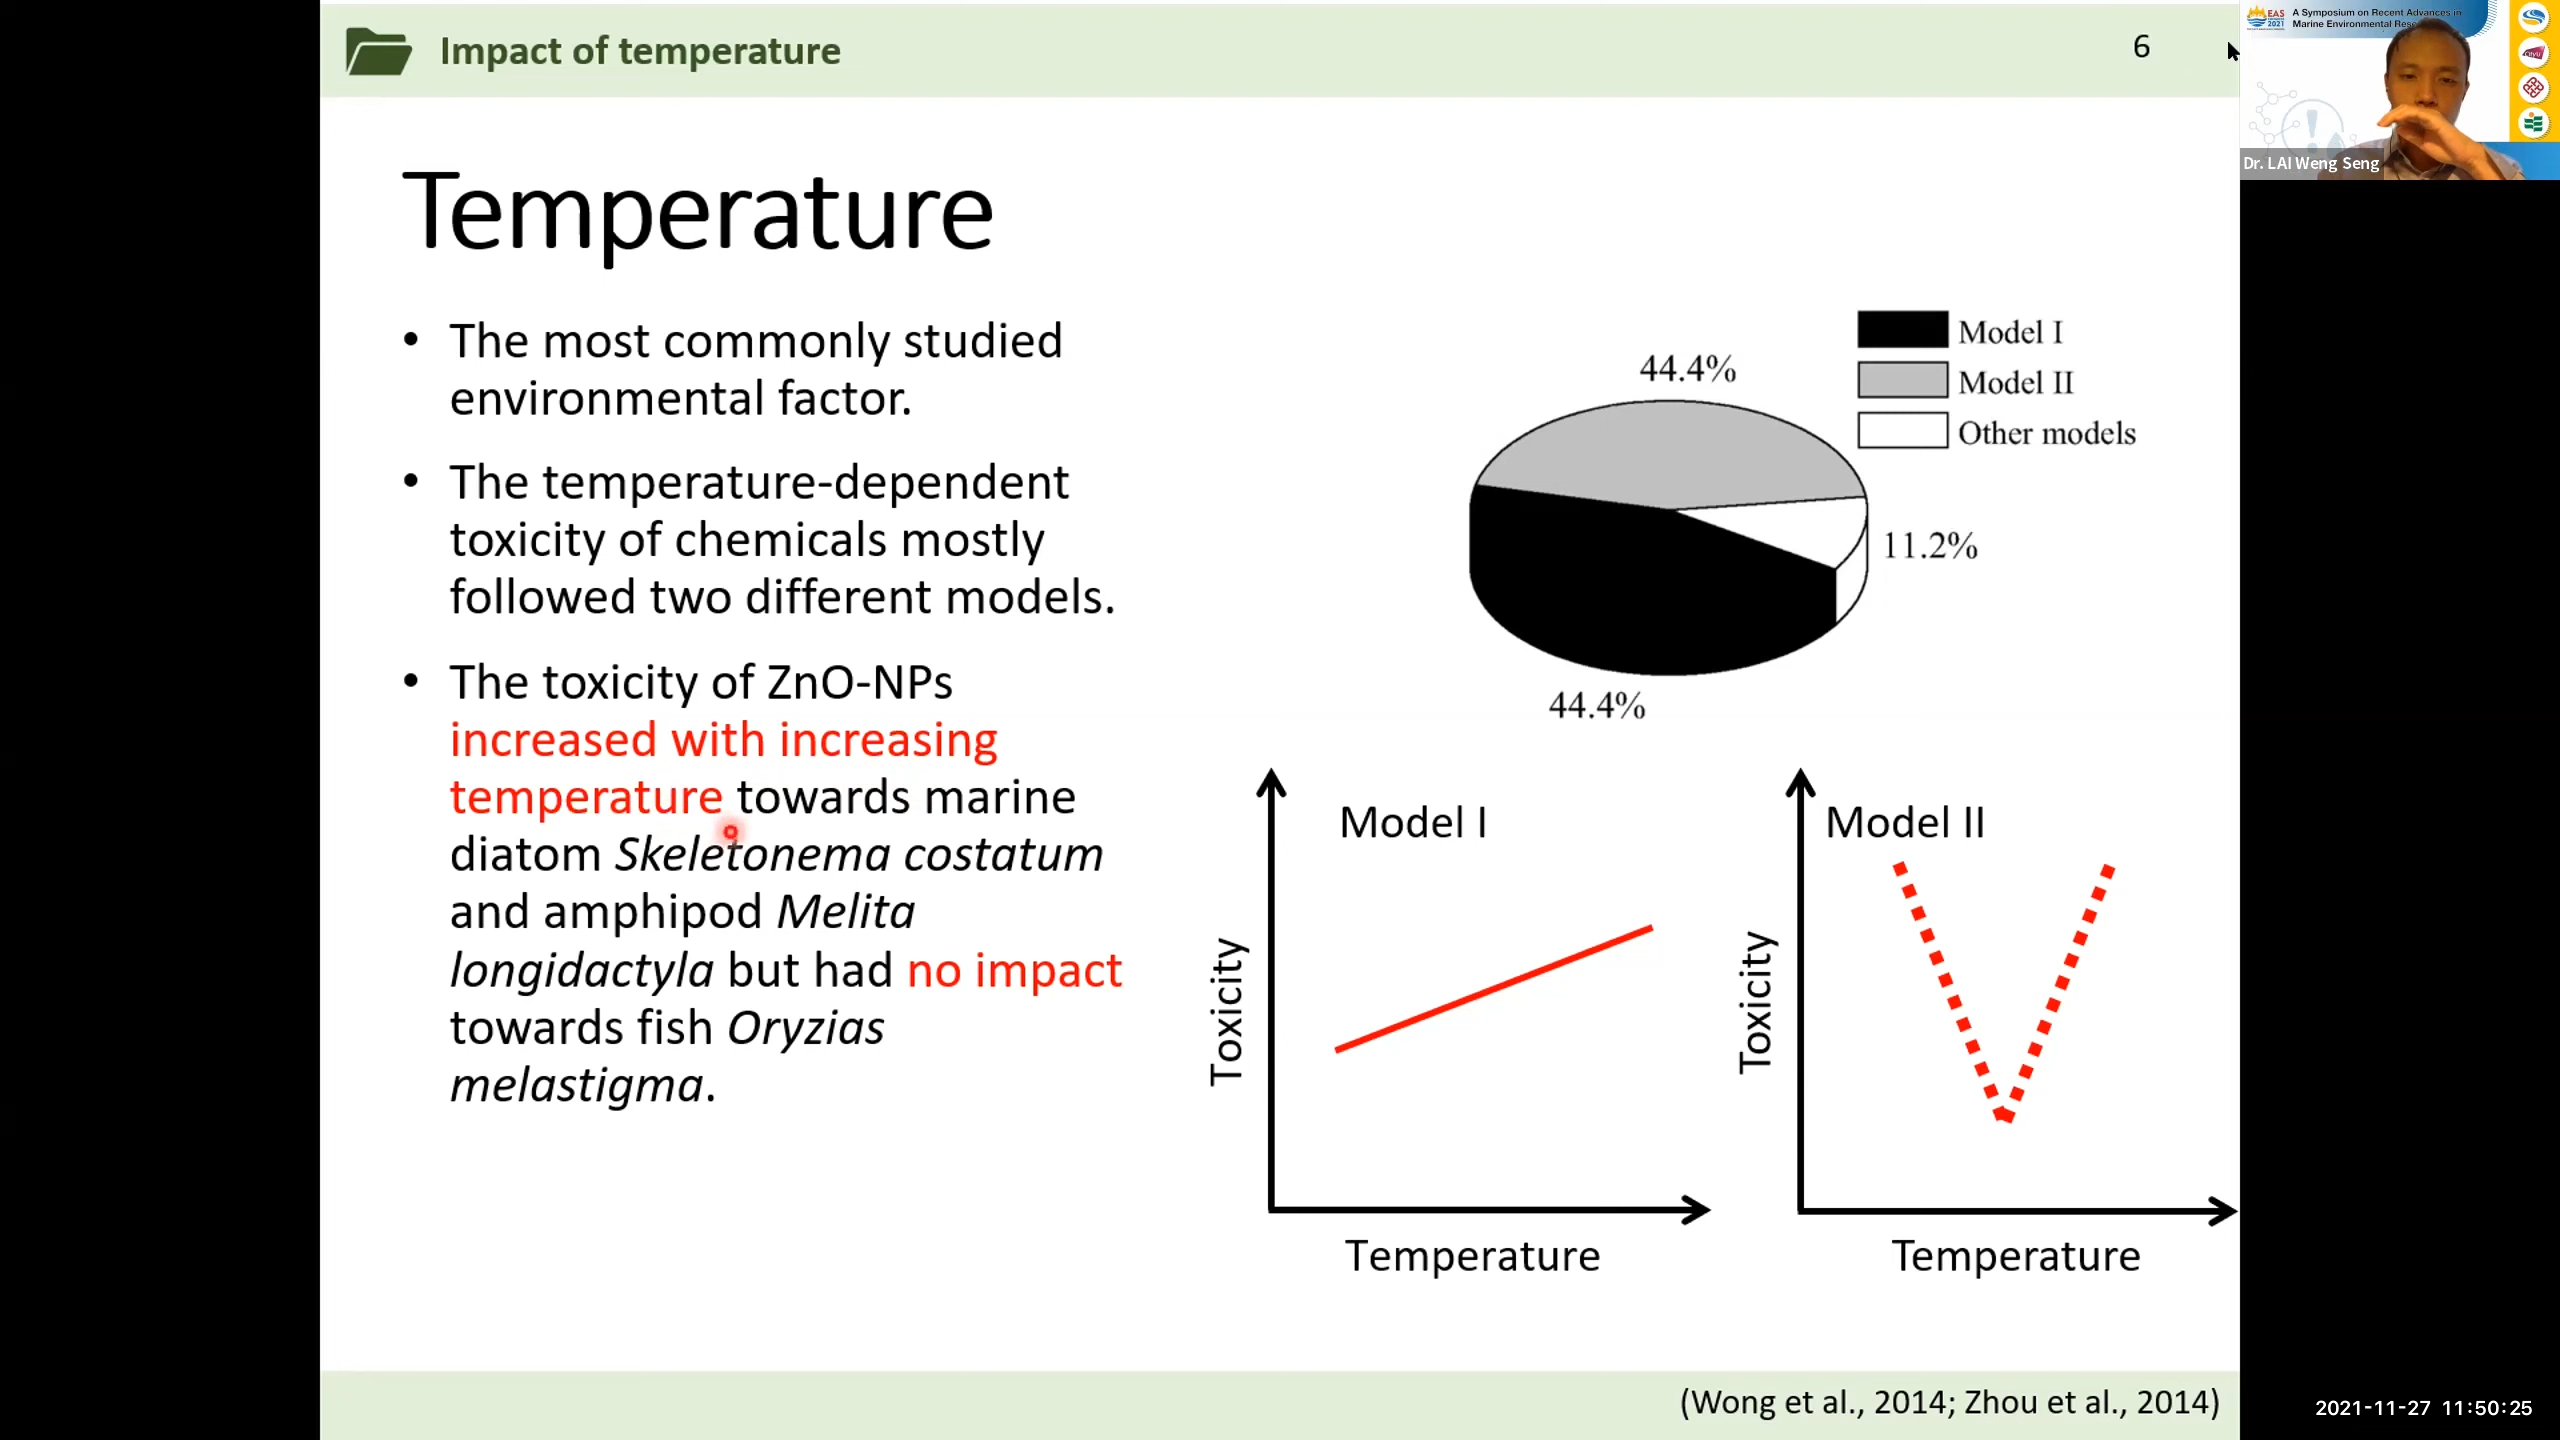 Impact of temperature
6
Temperature
• The most commonly studied
environmental factor.
• The temperature-dependent
toxicity of chemicals mostly
followed two different models.
• The toxicity of ZnO-NPs
increased with increasing
temperature towards marine
diatom Skeletonema costatum
and amphipod Melita
longidactyla but had no impact
towards fish Oryzias
melastigma.
Model I
Model II
Other models
44.4%
11.2%
44.4%
Model I
Toxicity
Temperature
Model II
Toxicity
Temperature
(Wong et al., 2014; Zhou et al., 2014)
EAS
2021
A Symposium on Recent Advances in
Marine Environmental
Dr. LAI Weng Seng
2021-11-27 11:50:25